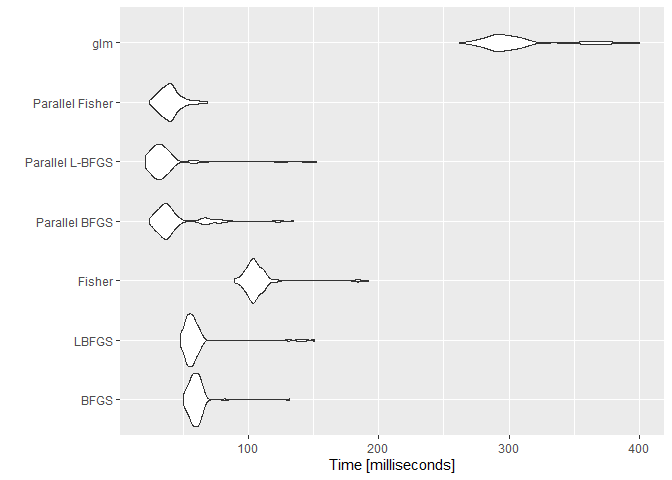 glm
Parallel Fisher
Parallel L-BFGS
Parallel BFGS
Fisher
LBFGS
BFGS
100 200 300 400
Time [milliseconds]